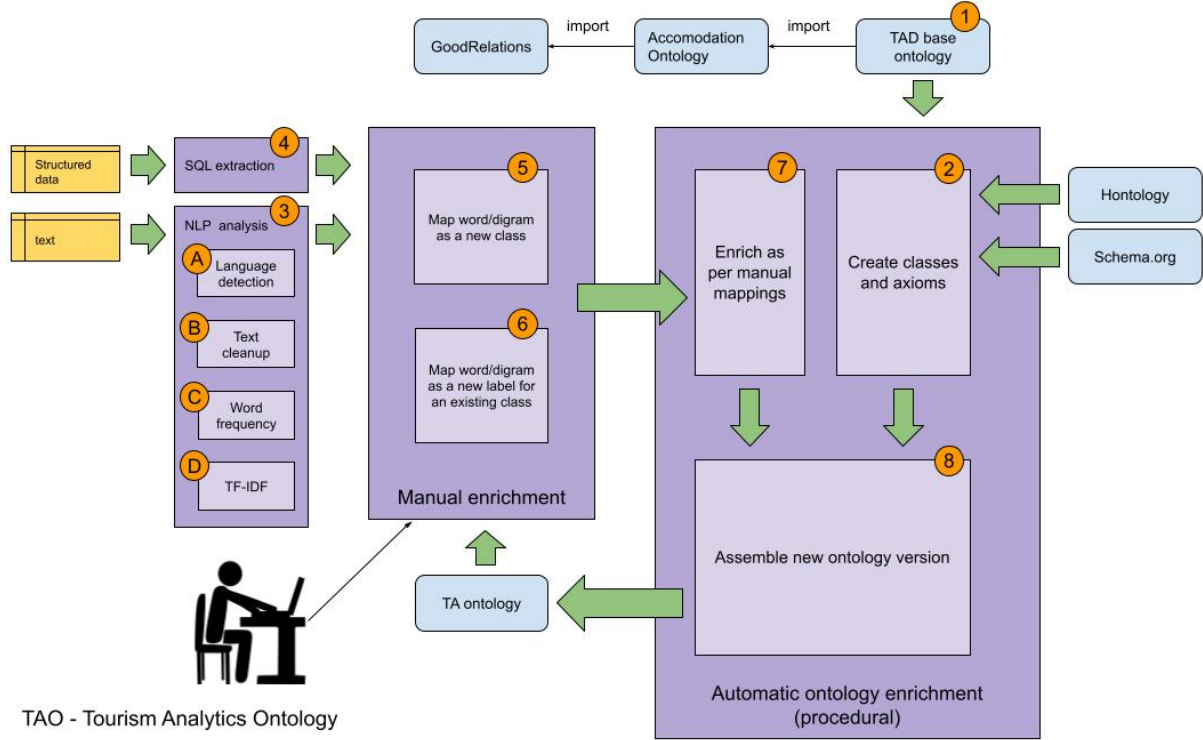 import
import
1
GoodRelations
Accomodation
Ontology
TAD base
ontology
4
Structured
data
SQL extraction
5
7
2
3
text
NLP analysis
Map word/digram
as a new class
Hontology
A
Language
detection
Enrich as
per manual
mappings
Create classes
and axioms
Schema.org
B
Text
cleanup
6
Map word/digram
as a new label for
an existing class
C
Word
frequency
D
TF-IDF
8
Manual enrichment
Assemble new ontology version
TA ontology
Automatic ontology enrichment
(procedural)
TAO - Tourism Analytics Ontology